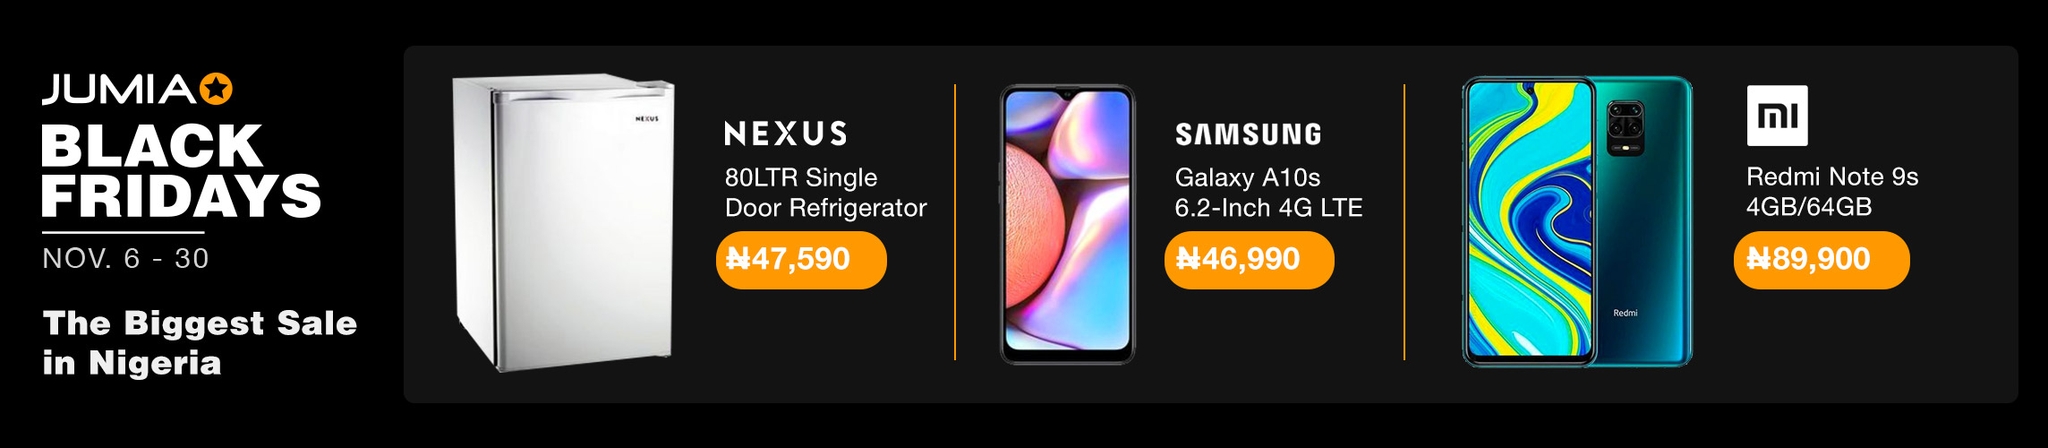 JUMIA
BLACK
FRIDAYS
NOV. 6 - 30
The Biggest Sale
in Nigeria
NEXUS
NEXUS
80LTR Single
Door Refrigerator
₦47,590
SAMSUNG
Galaxy A10s
6.2-Inch 4G LTE
₦46,990
Redmi
mi
Redmi Note 9s
4GB/64GB
₦89,900